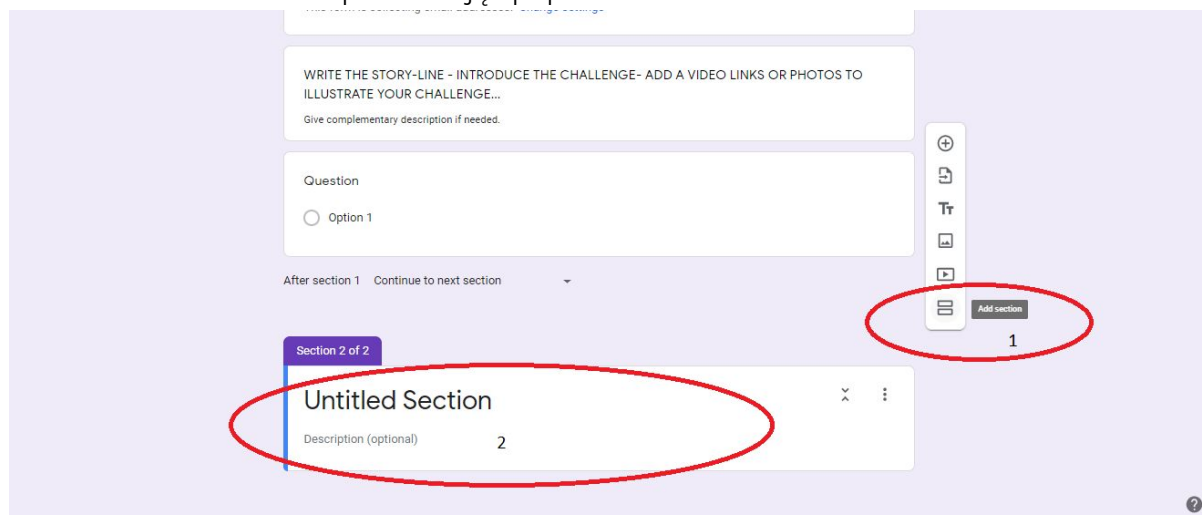 WRITE THE STORY-LINE - INTRODUCE THE CHALLENGE- ADD A VIDEO LINKS OR PHOTOS TO
ILLUSTRATE YOUR CHALLENGE...
Give complementary description if needed.
Question
Option 1
After section 1 Continue to next section
Add section
1
Section 2 of 2
Untitled Section
Description (optional)
2